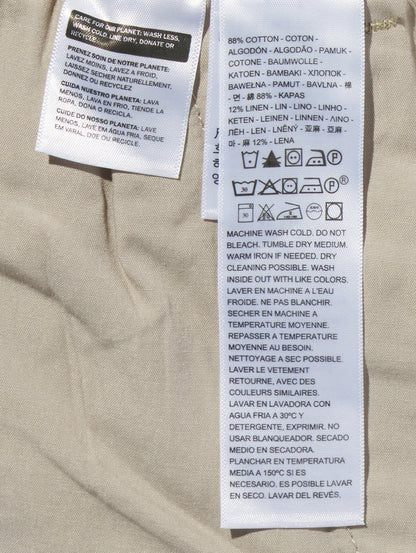 CARE FOR OUR PLANET: WASH LESS,
WASH COLD, LINE DRY, DONATE OR
RECYCLE.
PRENEZ SOIN DE NOTRE PLANETE:
LAVEZ MOINS, LAVEZ A FROID,
LAISSEZ SECHER NATURELLEMENT,
DONNEZ OU RECYCLEZ
CUIDA NUESTRO PLANETA: LAVA
MENOS, LAVA EN FRIO, TIENDE LA
ROPA, DONA O RECICLA.
CUIDE DO NOSSO PLANETA: LAVE
MENOS, LAVE EM ÁGUA FRIA, SEQUE
EM VARAL, DOE OU RECICLE.
88% COTTON - COTON -
ALGODÓN - ALGODÃO - PAMUK -
COTONE - BAUMWOLLE -
KATOEN - BAMBAKI - ХЛОПОК -
BAWEŁNA - PAMUT - BAVLNA - 棉
- 면 - 綿 88% - KAPAS
12% LINEN - LIN - LINO - LINHO -
KETEN - LEINEN - LINNEN - ΛΙΝΟ -
ЛЁН - LEN - LNĚNÝ - 亚麻 - 亞麻 -
마 - 麻 12% - LENA
P
30
P®
30
MACHINE WASH COLD. DO NOT
BLEACH. TUMBLE DRY MEDIUM.
WARM IRON IF NEEDED. DRY
CLEANING POSSIBLE. WASH
INSIDE OUT WITH LIKE COLORS.
LAVER EN MACHINE A L'EAU
FROIDE. NE PAS BLANCHIR.
SECHER EN MACHINE A
TEMPERATURE MOYENNE.
REPASSER A TEMPERATURE
MOYENNE AU BESOIN.
NETTOYAGE A SEC POSSIBLE.
LAVER LE VETEMENT
RETOURNE, AVEC DES
COULEURS SIMILAIRES.
LAVAR EN LAVADORA CON
AGUA FRIA A 30ºC Y
DETERGENTE, EXPRIMIR. NO
USAR BLANQUEADOR. SECADO
MEDIO EN SECADORA.
PLANCHAR EN TEMPERATURA
MEDIA A 150ºC SI ES
NECESARIO. ES POSIBLE LAVAR
EN SECO. LAVAR DEL REVÉS.